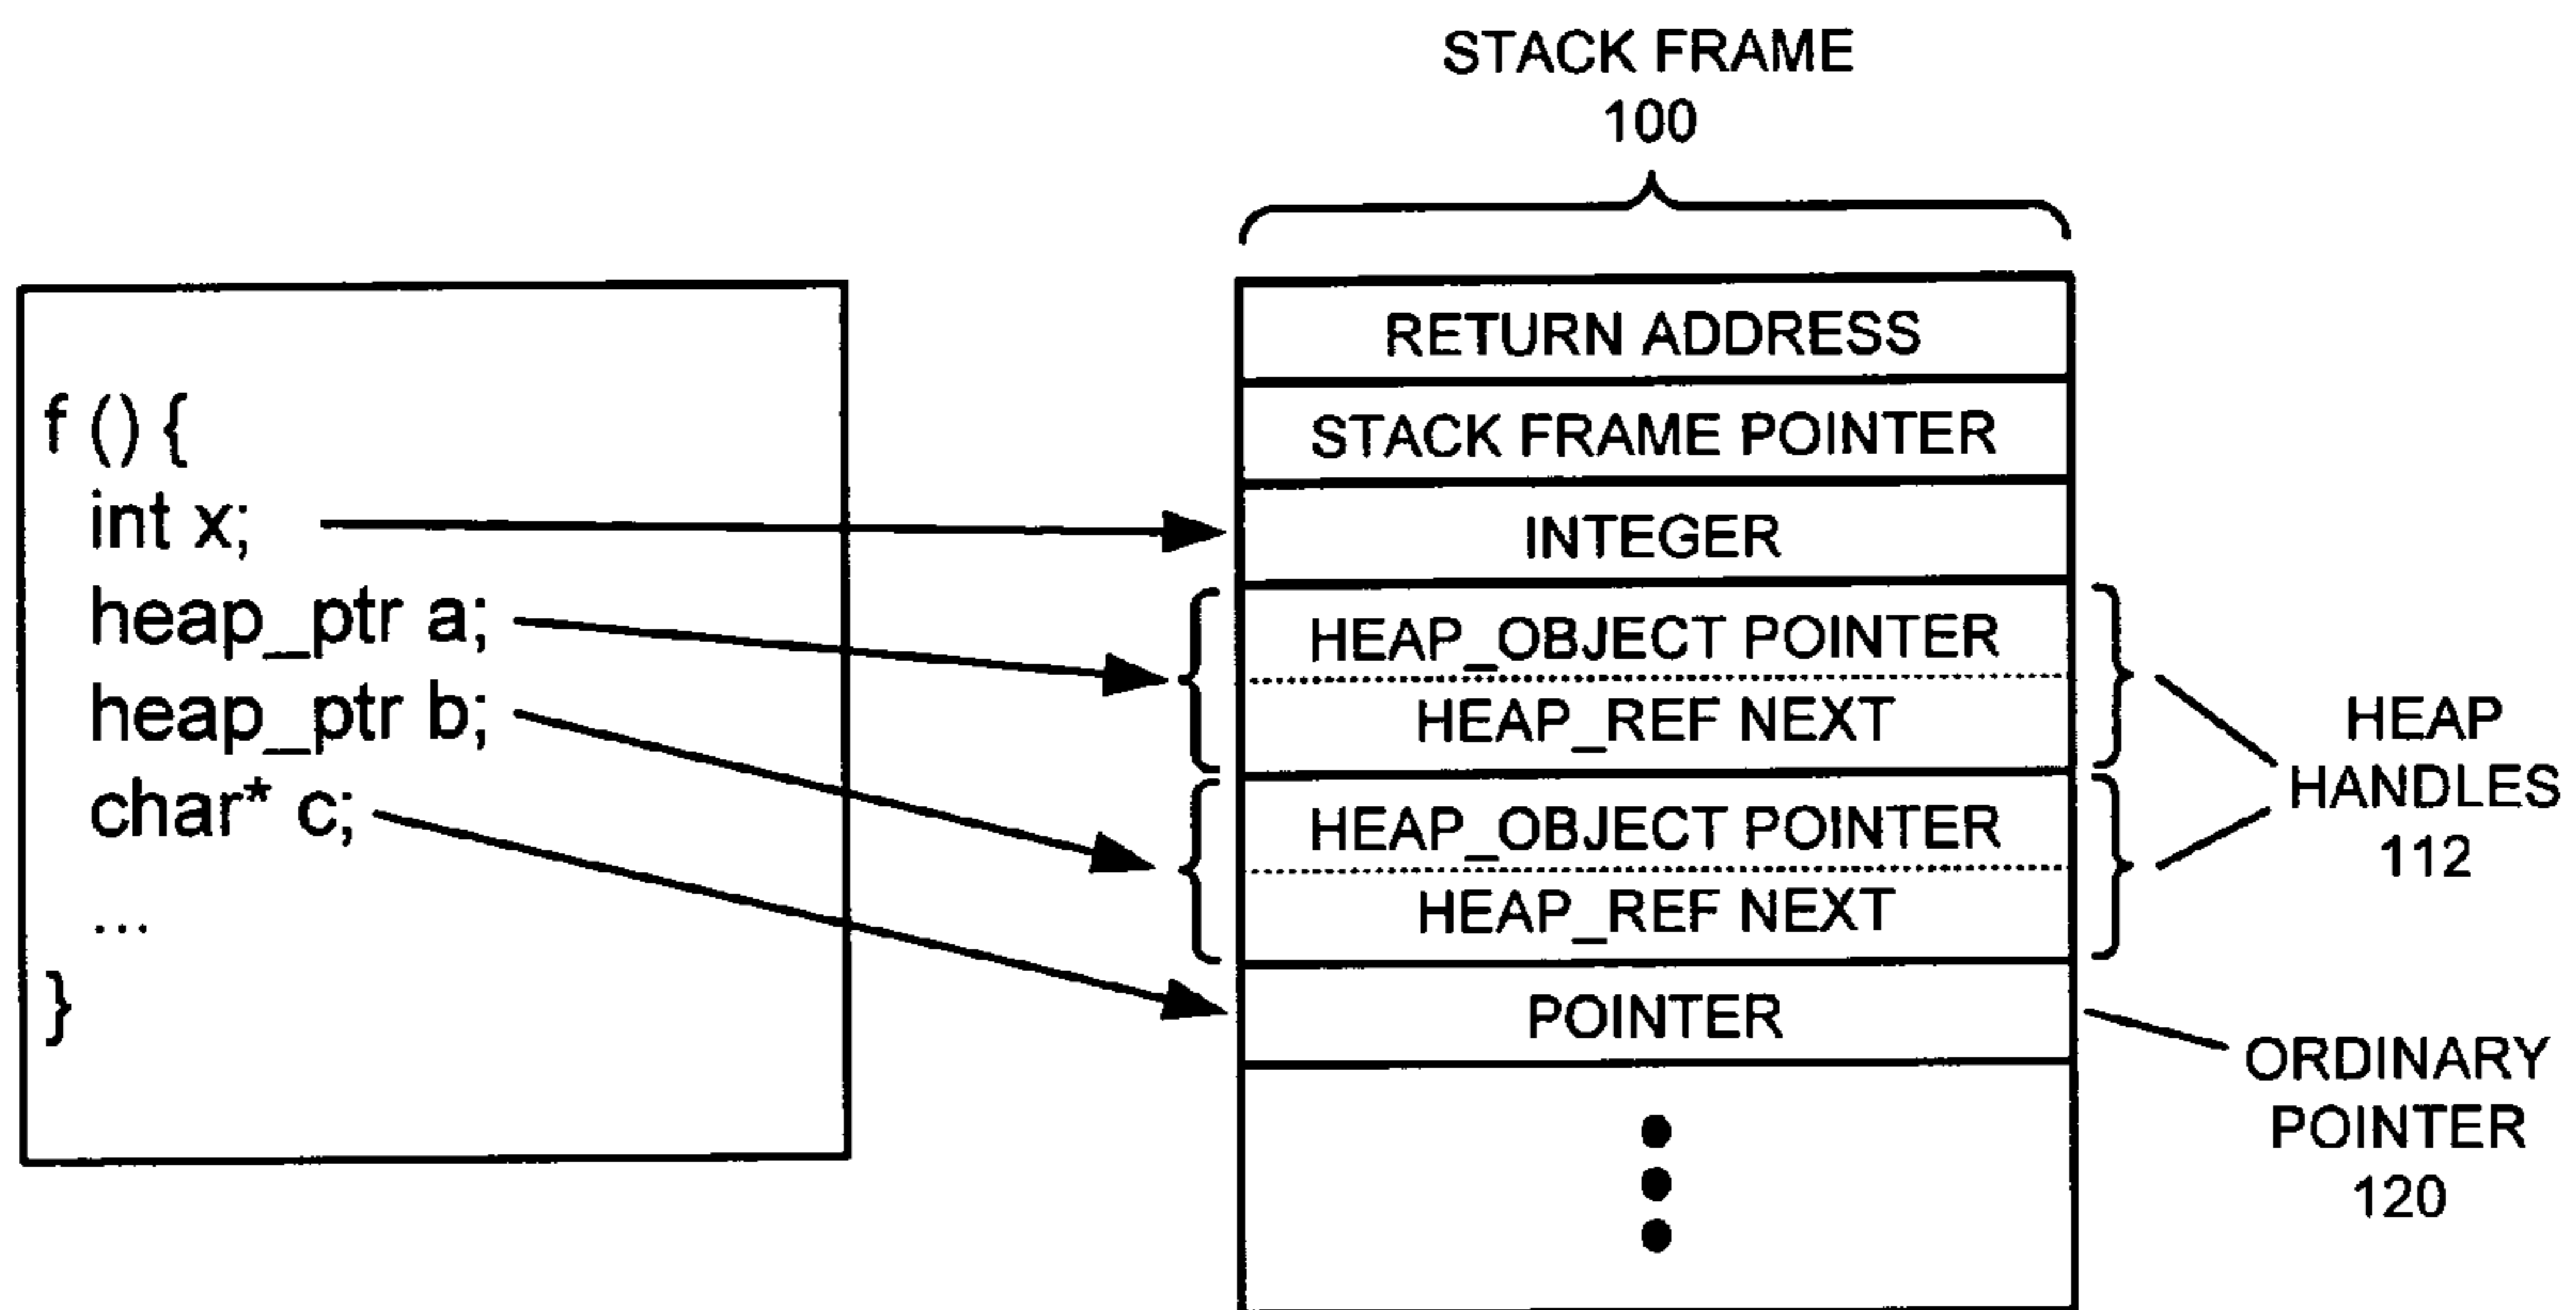 STACK FRAME
100
f () {
int x;
heap_ptr a;
heap_ptr b;
char* c;
...
}
RETURN ADDRESS
STACK FRAME POINTER
INTEGER
HEAP_OBJECT POINTER
HEAP_REF NEXT
HEAP_OBJECT POINTER
HEAP_REF NEXT
POINTER
HEAP
HANDLES
112
ORDINARY
POINTER
120